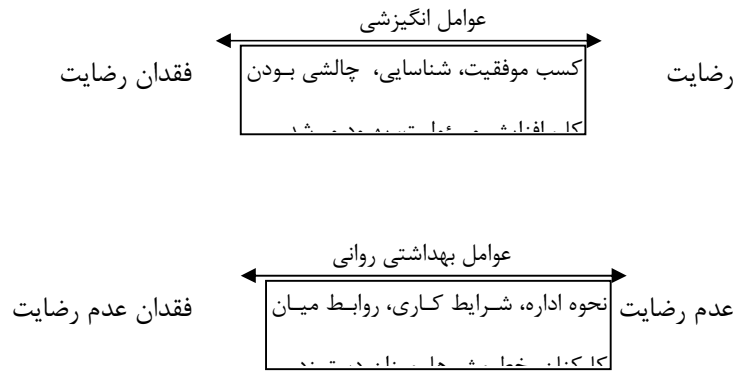 عوامل انگیزشی
رضایت
کسب موفقیت، شناسایی، چالشی بودن
فقدان رضایت
عوامل بهداشتی روانی
عدم رضایت
نحوه اداره، شرایط کاری، روابط میان
فقدان عدم رضایت